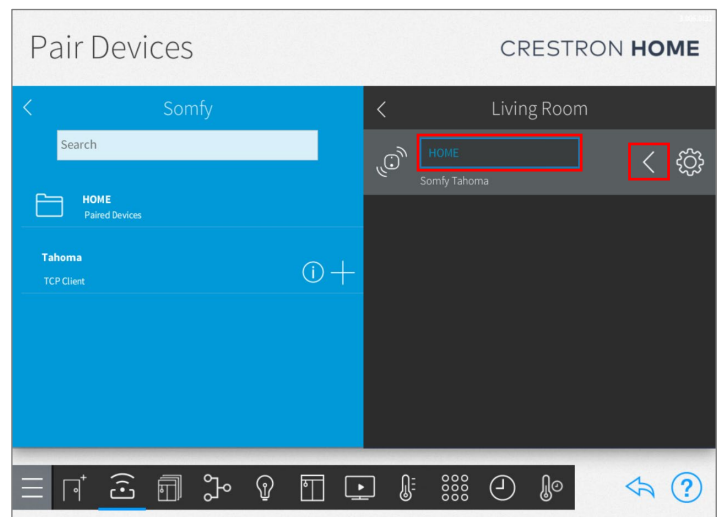 Pair Devices
CRESTRON HOME
Somfy
Search
HOME
Paired Devices
Tahoma
TCP Client
Living Room
HOME
Somfy Tahoma